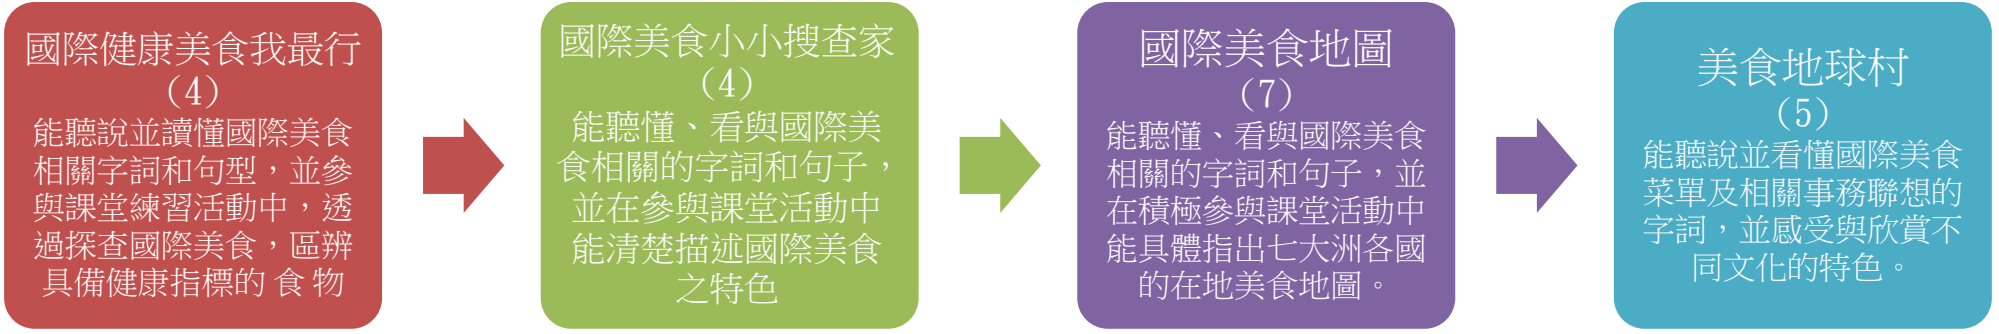 國際健康美食我最行
(4)
能聽說並讀懂國際美食
相關字詞和句型，並參
與課堂練習活動中，透
過探查國際美食，區辨
具備健康指標的 食 物
國際美食小小搜查家
(4)
能聽懂、看與國際美
食相關的字詞和句子，
並在參與課堂活動中
能清楚描述國際美食
之特色
國際美食地圖
(7)
能聽懂、看與國際美食
相關的字詞和句子，並
在積極參與課堂活動中
能具體指出七大洲各國
的在地美食地圖。
美食地球村
(5)
能聽說並看懂國際美食
菜單及相關事務聯想的
字詞，並感受與欣賞不
同文化的特色。